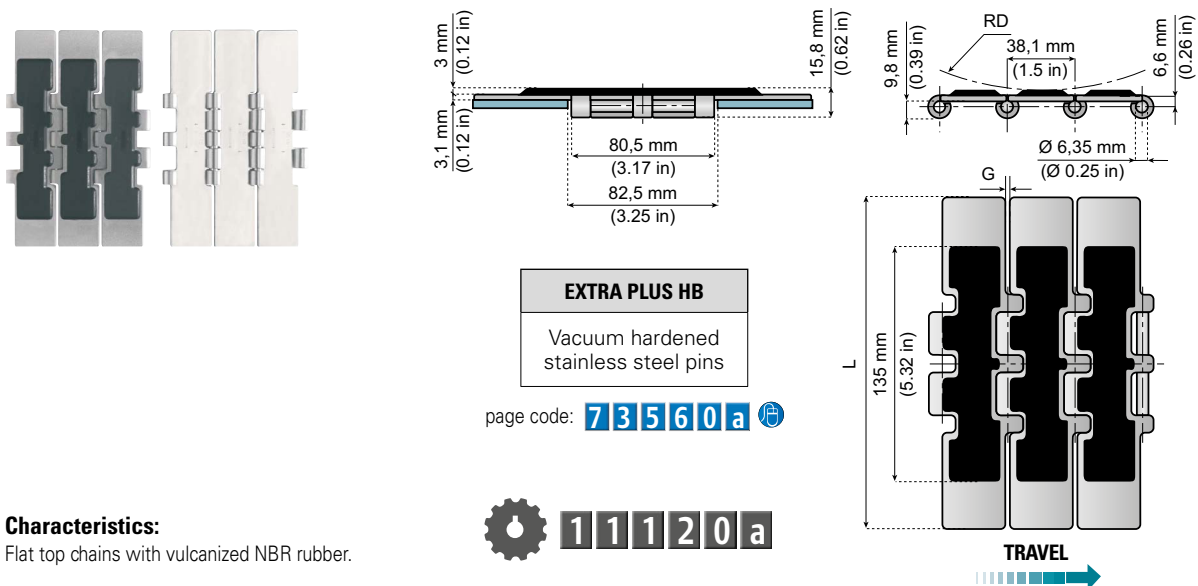 3 mm
(0.12 in)
3,1 mm
(0.12 in)
15,8 mm
(0.62 in)
80,5 mm
(3.17 in)
82,5 mm
(3.25 in)
RD
38,1 mm
(1.5 in)
9,8 mm
(0.39 in)
6,6 mm
(0.26 in)
Ø 6,35 mm
(Ø 0.25 in)
G
L
135 mm
(5.32 in)
TRAVEL
EXTRA PLUS HB
Vacuum hardened
stainless steel pins
page code: 73560a
11120a
Characteristics:
Flat top chains with vulcanized NBR rubber.